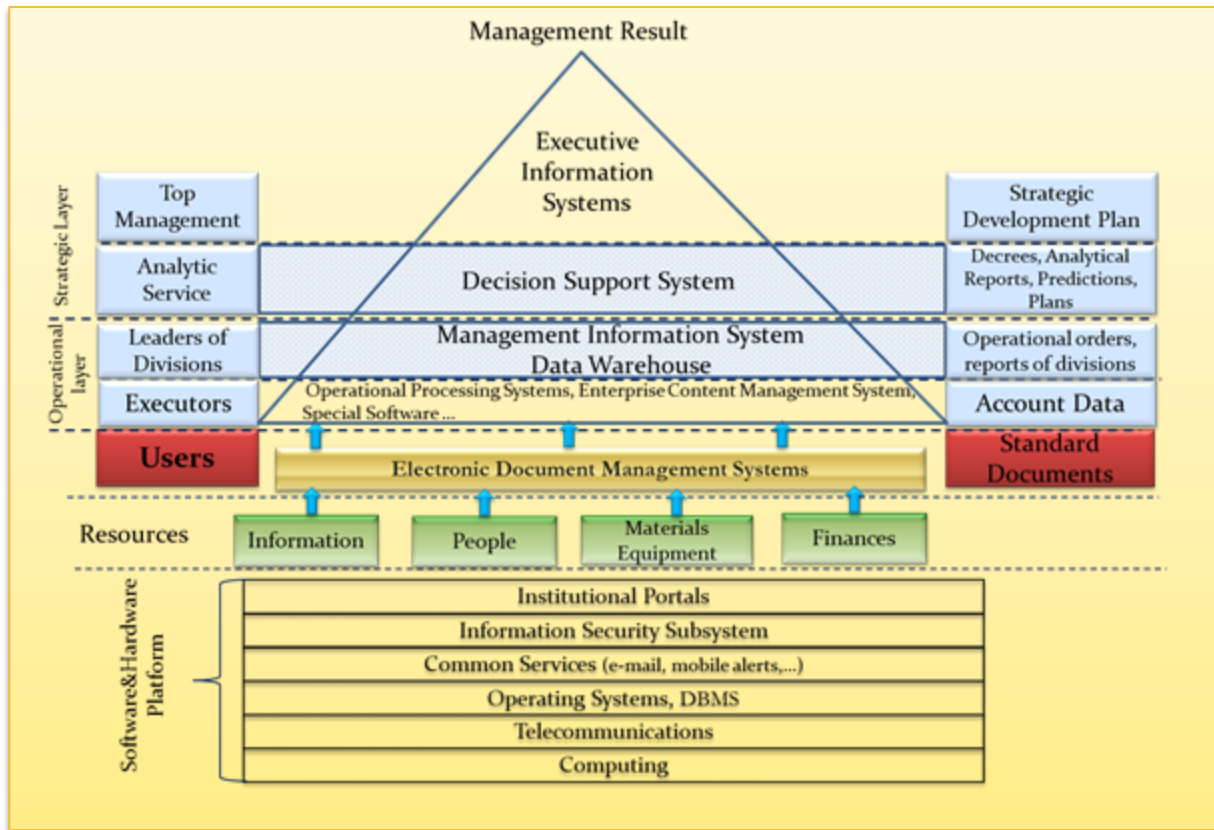 Management Result
Executive
Information
Systems
Strategic Layer
Top
Management
Strategic
Development Plan
Analytic
Service
Decision Support System
Decrees, Analytical
Reports, Predictions,
Plans
Operational
layer
Leaders of
Divisions
Management Information System
Data Warehouse
Operational orders,
reports of divisions
Executors
Operational Processing Systems, Enterprise Content Management System,
Special Software ...
Account Data
Users
Electronic Document Management Systems
Standard
Documents
Resources
Information
People
Materials
Equipment
Finances
Software&Hardware
Platform
Institutional Portals
Information Security Subsystem
Common Services (e-mail, mobile alerts,...)
Operating Systems, DBMS
Telecommunications
Computing